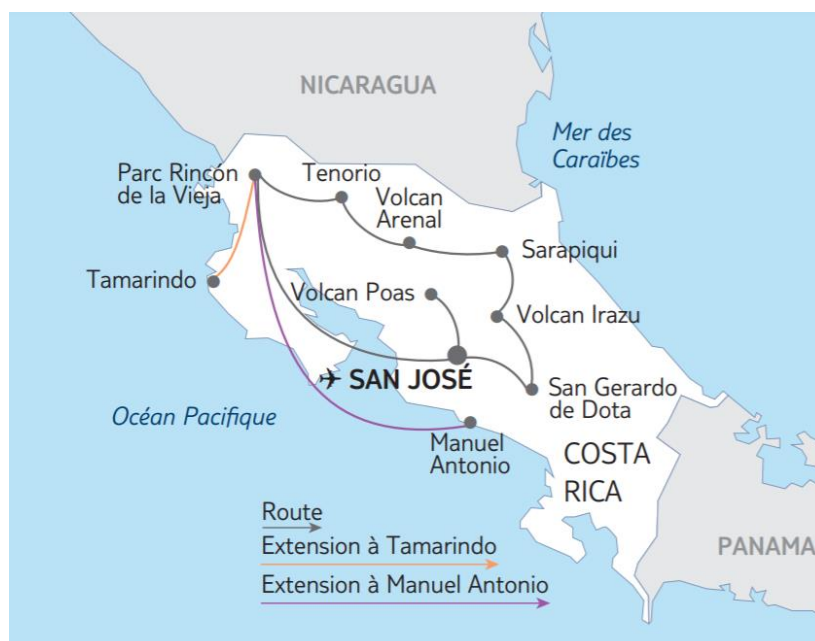 NICARAGUA
Mer des
Caraïbes
Parc Rincón
de la Vieja
Tenorio
Volcan
Arenal
Sarapiqui
Tamarindo
Volcan Poas
Volcan Irazu
SAN JOSÉ
San Gerardo
de Dota
Océan Pacifique
Manuel
Antonio
COSTA
RICA
PANAMA
Route
Extension à Tamarindo
Extension à Manuel Antonio